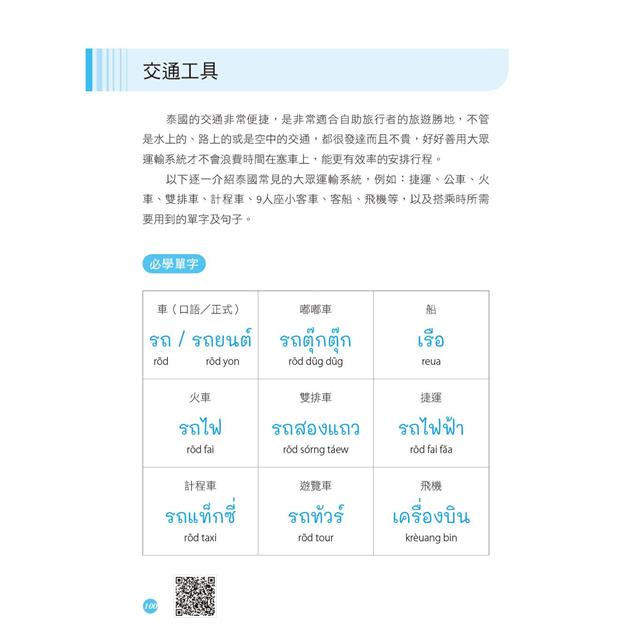 交通工具
泰國的交通非常便捷，是非常適合自助旅行者的旅遊勝地，不管
是水上的、路上的或是空中的交通，都很發達而且不貴，好好善用大眾
運輸系統才不會浪費時間在塞車上，能更有效率的安排行程。
以下逐一介紹泰國常見的大眾運輸系統，例如：捷運、公車、火
車、雙排車、計程車、9人座小客車、客船、飛機等，以及搭乘時所需
要用到的單字及句子。
必學單字
車（口語／正式） 嘟嘟車 船
รถ / รถยนต์ รถตุ๊กตุ๊ก เรือ
rŏd rŏd yon rŏd dŭg dŭg reua
火車 雙排車 捷運
รถไฟ รถสองแถว รถไฟฟ้า
rŏd fai rŏd sórng táew rŏd fai făa
計程車 遊覽車 飛機
รถแท็กซี่ รถทัวร์ เครื่องบิน
rŏd taxi rŏd tour krèuang bin
100